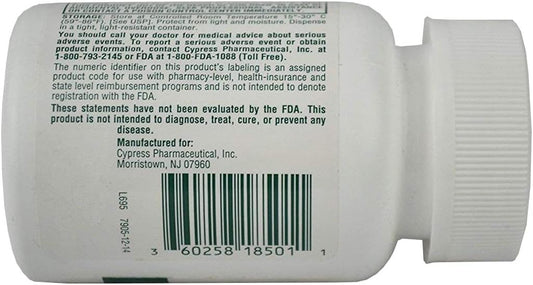 STORAGE: Store at Controlled Room Temperature 15°-30° C
(59°-86°F). [See USP]. Protect from light and moisture. Dispense
in a tight, light-resistant container.
You should call your doctor for medical advice about serious
adverse events. To report a serious adverse event or obtain
product information, contact Cypress Pharmaceutical, Inc. at
1-800-793-2145 or FDA at 1-800-FDA-1088 (Toll Free).
The numeric identifier on this product's labeling is an assigned
product code for use with pharmacy-level, health-insurance and
state level reimbursement programs and is not intended to denote
registration with the FDA.
These statements have not been evaluated by the FDA. This
product is not intended to diagnose, treat, cure, or prevent any
disease.
Manufactured for:
Cypress Pharmaceutical, Inc.
Morristown, NJ 07960
L695 7905-12-14
3 60258 18501 1